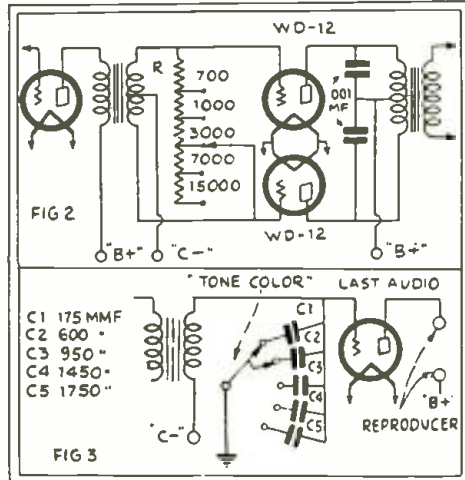 WD-12
R
700
1000
3000
7000
15000
.001
MF
FIG 2
"B+"
"C-"
WD-12
"B+"
"TONE COLOR"
LAST AUDIO
C1 175 MMF
C2 600 "
C3 950 "
C4 1450 "
C5 1750 "
C1
C2
C3
C4
C5
"C-"
"B+"
REPRODUCER
FIG 3